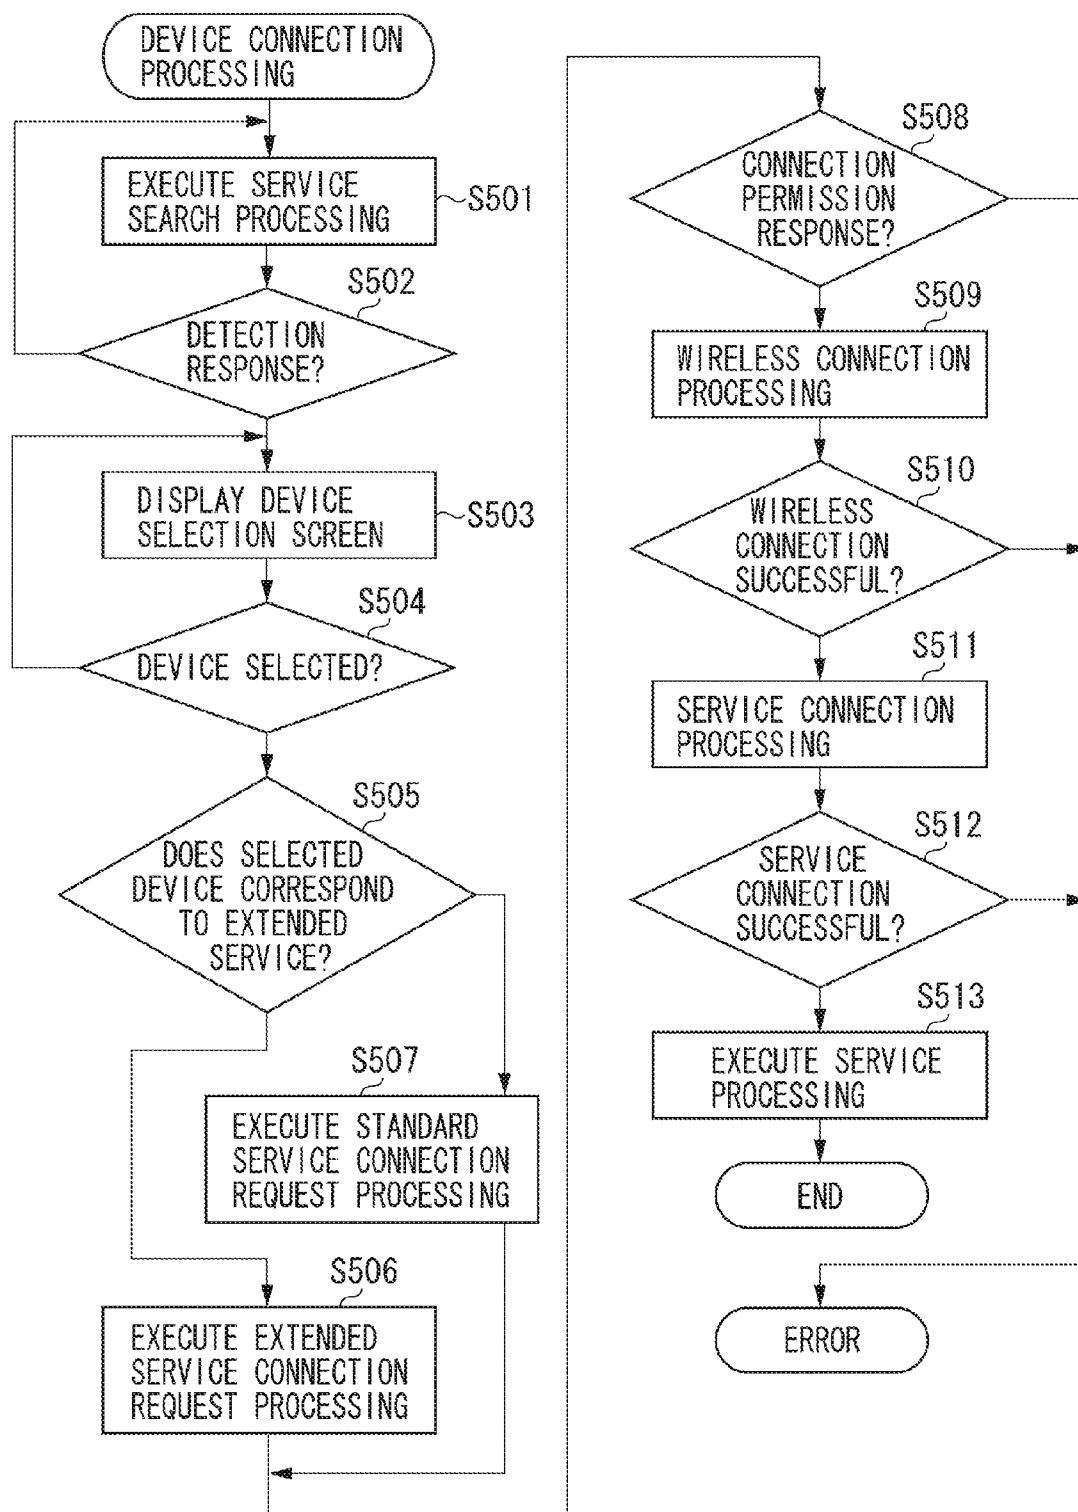 DEVICE CONNECTION
PROCESSING
EXECUTE SERVICE
SEARCH PROCESSING
S501
S502
DETECTION
RESPONSE?
DISPLAY DEVICE
SELECTION SCREEN
S503
S504
DEVICE SELECTED?
S505
DOES SELECTED
DEVICE CORRESPOND
TO EXTENDED
SERVICE?
S507
EXECUTE STANDARD
SERVICE CONNECTION
REQUEST PROCESSING
S506
EXECUTE EXTENDED
SERVICE CONNECTION
REQUEST PROCESSING
S508
CONNECTION
PERMISSION
RESPONSE?
S509
WIRELESS CONNECTION
PROCESSING
S510
WIRELESS
CONNECTION
SUCCESSFUL?
S511
SERVICE CONNECTION
PROCESSING
S512
SERVICE
CONNECTION
SUCCESSFUL?
S513
EXECUTE SERVICE
PROCESSING
END
ERROR